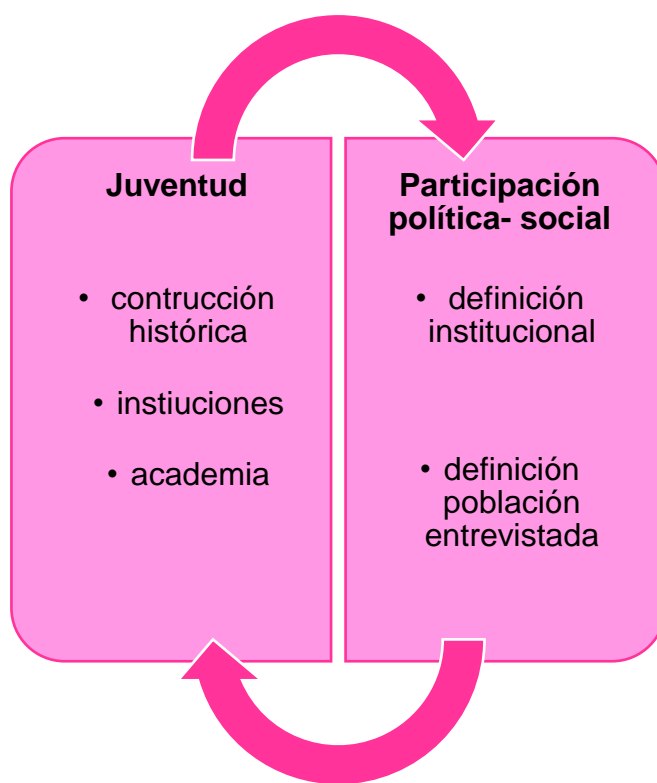 Juventud
• contrucción
histórica
• instiuciones
• academia
Participación
política- social
• definición
institucional
• definición
población
entrevistada